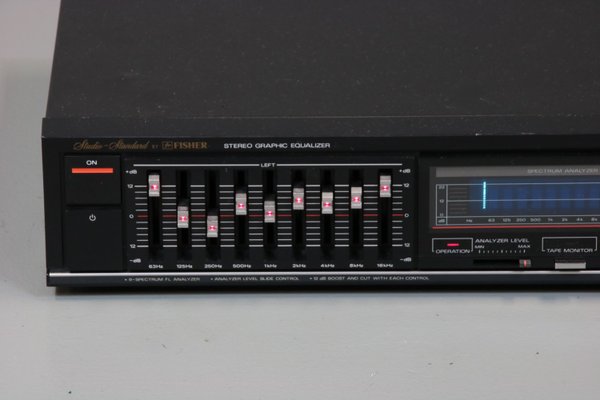 Studio-Standard BY FISHER STEREO GRAPHIC EQUALIZER
ON
LEFT
+dB +dB
12 12
0 0
12 12
-dB -dB
63Hz 125Hz 250Hz 500Hz 1kHz 2kHz 4kHz 8kHz 16kHz
SPECTRUM ANALYZER
12
dB
Hz 63 125 250 500 1k 2k 4k 8k
OPERATION
ANALYZER LEVEL
MIN MAX
TAPE MONITOR
• 9-SPECTRUM FL ANALYZER • ANALYZER LEVEL SLIDE CONTROL • 12 dB BOOST AND CUT WITH EACH CONTROL